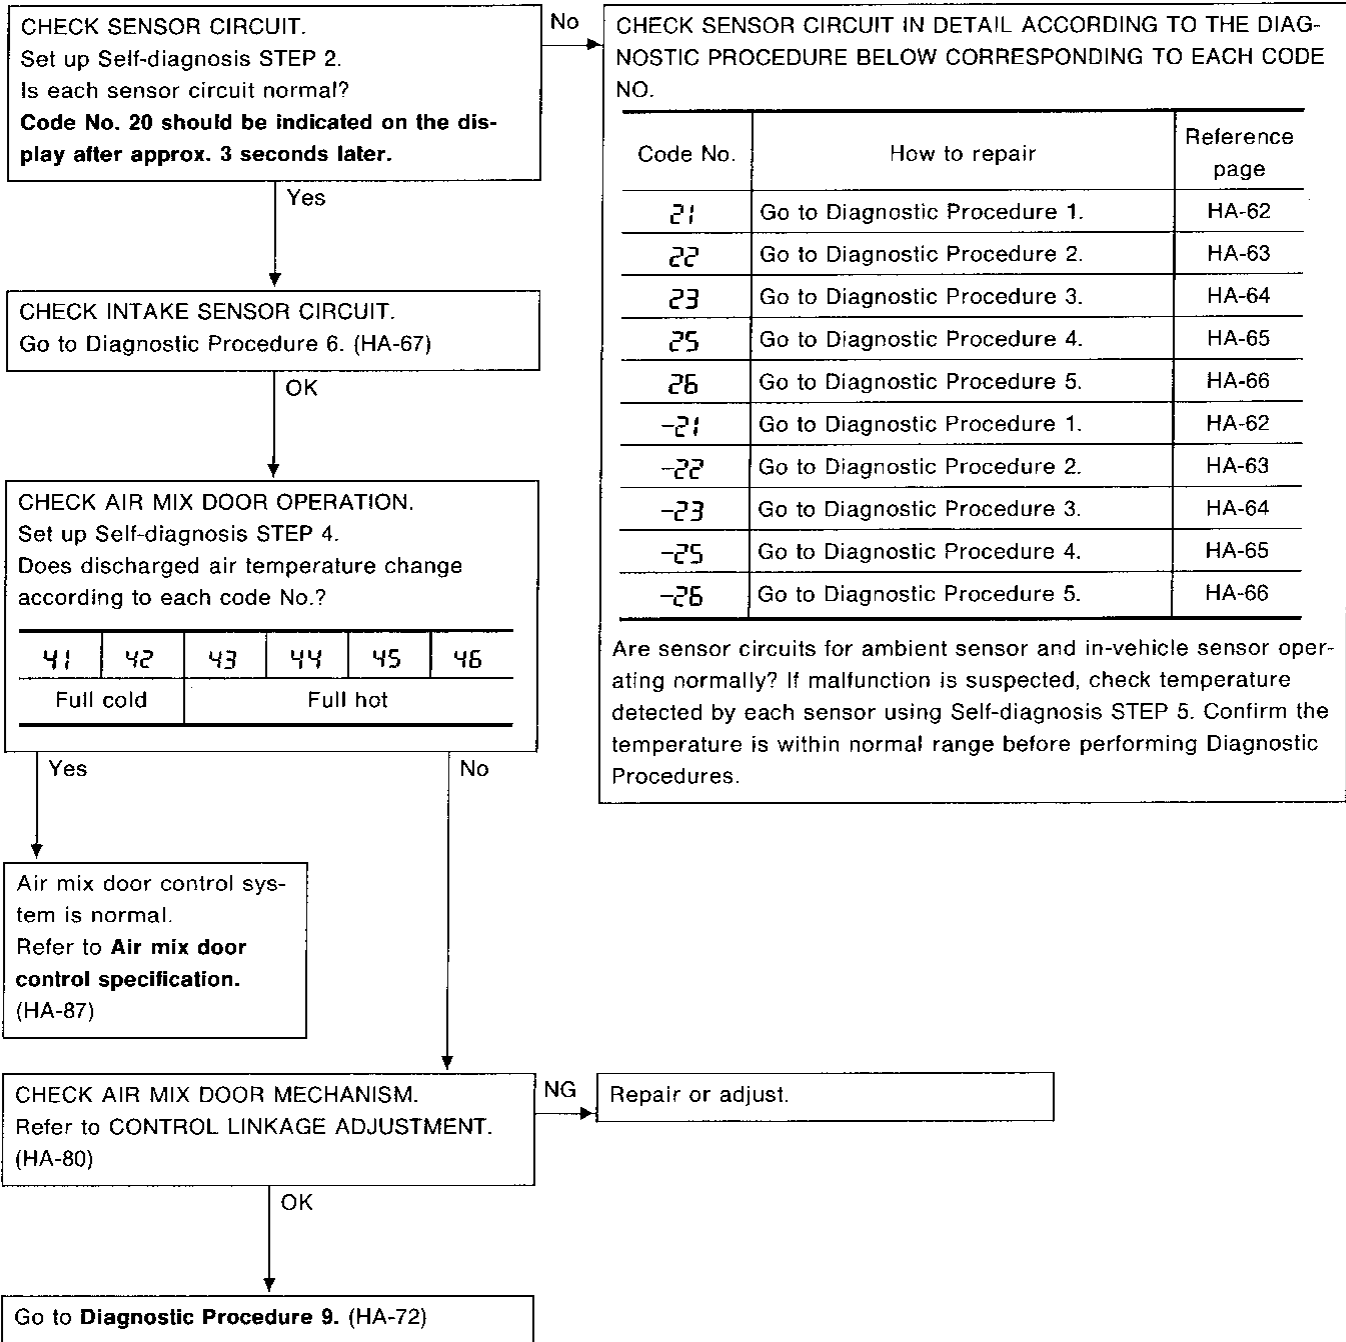 CHECK SENSOR CIRCUIT.
Set up Self-diagnosis STEP 2.
Is each sensor circuit normal?
Code No. 20 should be indicated on the dis-
play after approx. 3 seconds later.
No
Yes
CHECK SENSOR CIRCUIT IN DETAIL ACCORDING TO THE DIAG-
NOSTIC PROCEDURE BELOW CORRESPONDING TO EACH CODE
NO.
Code No. How to repair Reference
page
21 Go to Diagnostic Procedure 1. HA-62
22 Go to Diagnostic Procedure 2. HA-63
23 Go to Diagnostic Procedure 3. HA-64
25 Go to Diagnostic Procedure 4. HA-65
26 Go to Diagnostic Procedure 5. HA-66
-21 Go to Diagnostic Procedure 1. HA-62
-22 Go to Diagnostic Procedure 2. HA-63
-23 Go to Diagnostic Procedure 3. HA-64
-25 Go to Diagnostic Procedure 4. HA-65
-26 Go to Diagnostic Procedure 5. HA-66
Are sensor circuits for ambient sensor and in-vehicle sensor oper-
ating normally? If malfunction is suspected, check temperature
detected by each sensor using Self-diagnosis STEP 5. Confirm the
temperature is within normal range before performing Diagnostic
Procedures.
CHECK INTAKE SENSOR CIRCUIT.
Go to Diagnostic Procedure 6. (HA-67)
OK
CHECK AIR MIX DOOR OPERATION.
Set up Self-diagnosis STEP 4.
Does discharged air temperature change
according to each code No.?
41 42 43 44 45 46
Full cold Full hot
Yes
No
Air mix door control sys-
tem is normal.
Refer to Air mix door
control specification.
(HA-87)
CHECK AIR MIX DOOR MECHANISM.
Refer to CONTROL LINKAGE ADJUSTMENT.
(HA-80)
NG
Repair or adjust.
OK
Go to Diagnostic Procedure 9. (HA-72)